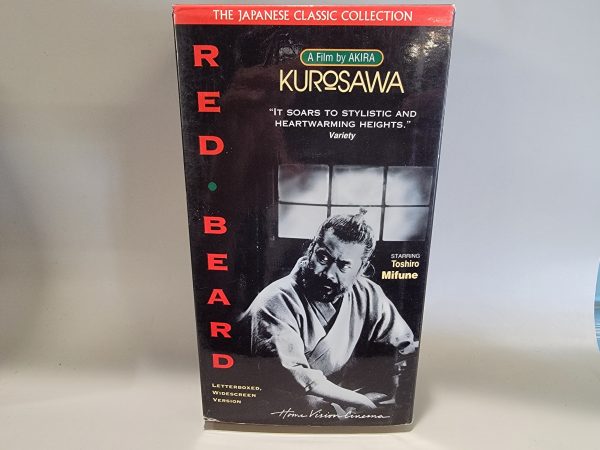 THE JAPANESE CLASSIC COLLECTION
RED • BEARD
A Film by AKIRA
KUROSAWA
"IT SOARS TO STYLISTIC AND
HEARTWARMING HEIGHTS."
Variety
STARRING
Toshiro
Mifune
LETTERBOXED,
WIDESCREEN
VERSION
Home Vision Cinema